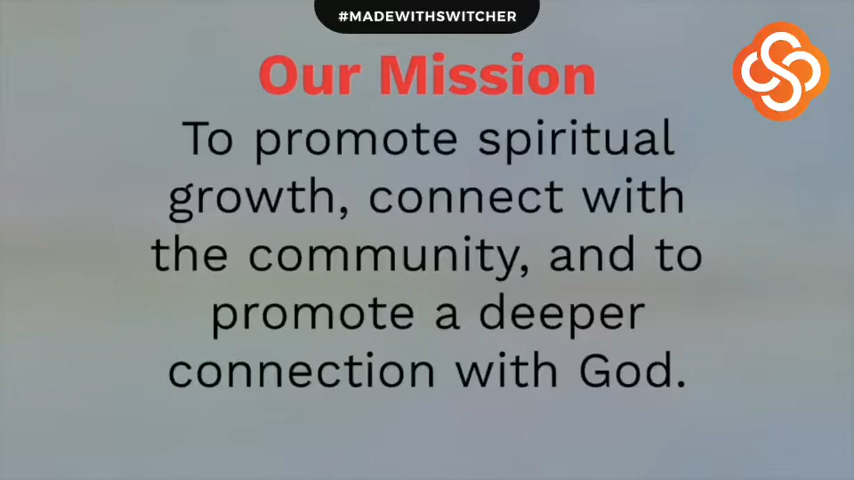 #MADEWITHSWITCHER
Our Mission
To promote spiritual
growth, connect with
the community, and to
promote a deeper
connection with God.